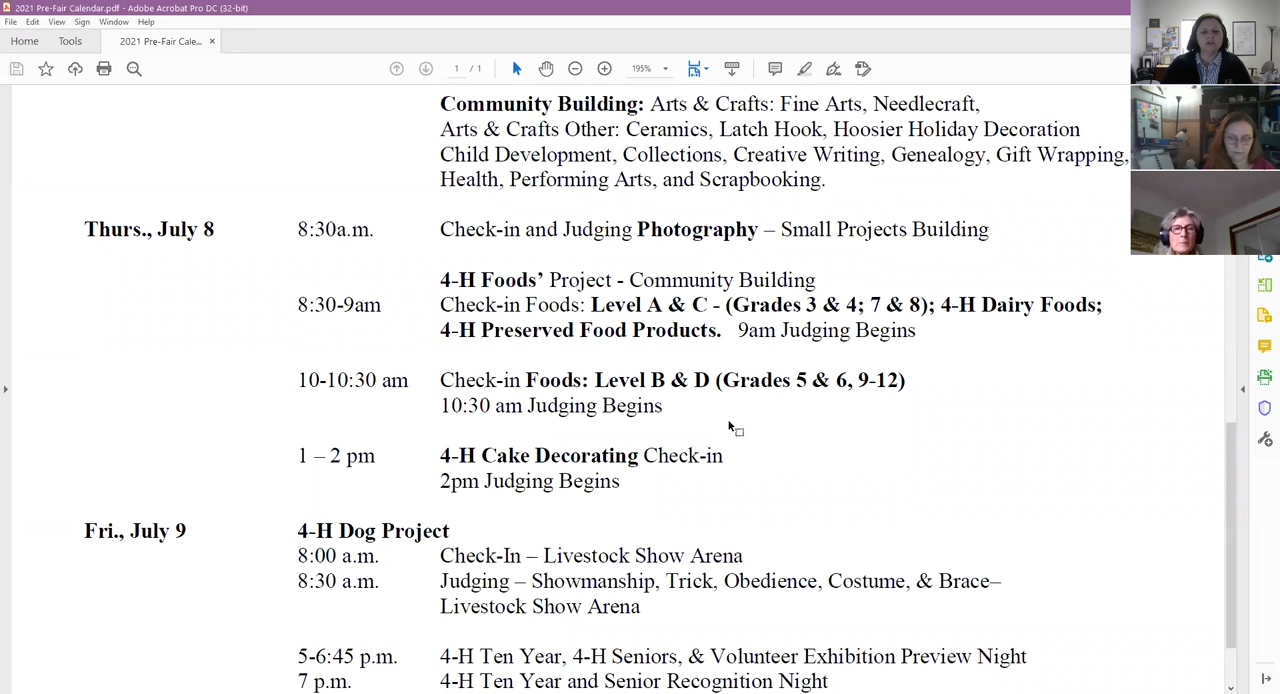 2021 Pre-Fair Calendar.pdf - Adobe Acrobat Pro DC (32-bit)
File Edit View Sign Window Help
Home Tools 2021 Pre-Fair Cale... ×
1 / 1 195%
Community Building: Arts & Crafts: Fine Arts, Needlecraft,
Arts & Crafts Other: Ceramics, Latch Hook, Hoosier Holiday Decoration
Child Development, Collections, Creative Writing, Genealogy, Gift Wrapping,
Health, Performing Arts, and Scrapbooking.
Thurs., July 8 8:30a.m. Check-in and Judging Photography – Small Projects Building
4-H Foods’ Project - Community Building
8:30-9am Check-in Foods: Level A & C - (Grades 3 & 4; 7 & 8); 4-H Dairy Foods;
4-H Preserved Food Products. 9am Judging Begins
10-10:30 am Check-in Foods: Level B & D (Grades 5 & 6, 9-12)
10:30 am Judging Begins
1 – 2 pm 4-H Cake Decorating Check-in
2pm Judging Begins
Fri., July 9 4-H Dog Project
8:00 a.m. Check-In – Livestock Show Arena
8:30 a.m. Judging – Showmanship, Trick, Obedience, Costume, & Brace–
Livestock Show Arena
5-6:45 p.m. 4-H Ten Year, 4-H Seniors, & Volunteer Exhibition Preview Night
7 p.m. 4-H Ten Year and Senior Recognition Night